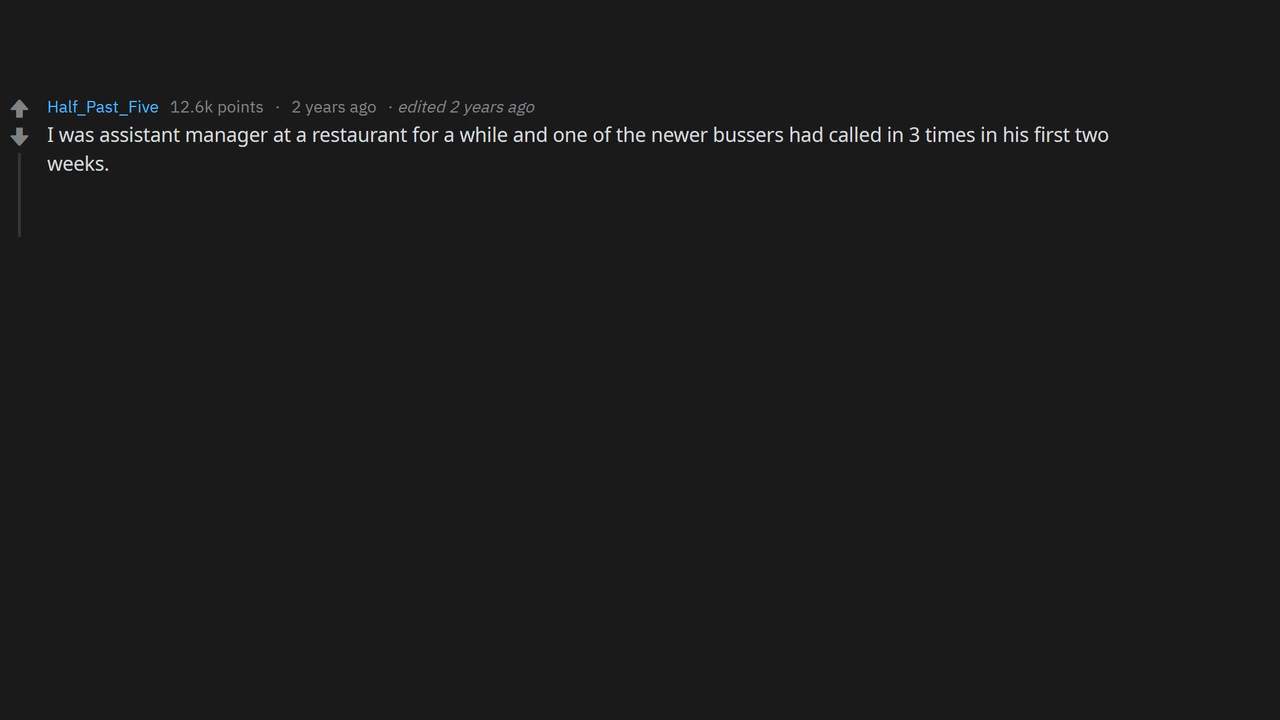 Half_Past_Five 12.6k points · 2 years ago · edited 2 years ago
I was assistant manager at a restaurant for a while and one of the newer bussers had called in 3 times in his first two
weeks.